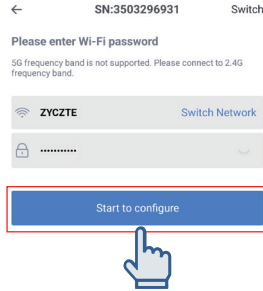 SN:3503296931 Switch
Please enter Wi-Fi password
5G frequency band is not supported. Please connect to 2.4G
frequency band.
ZYCZTE Switch Network
•••••••••••
Start to configure